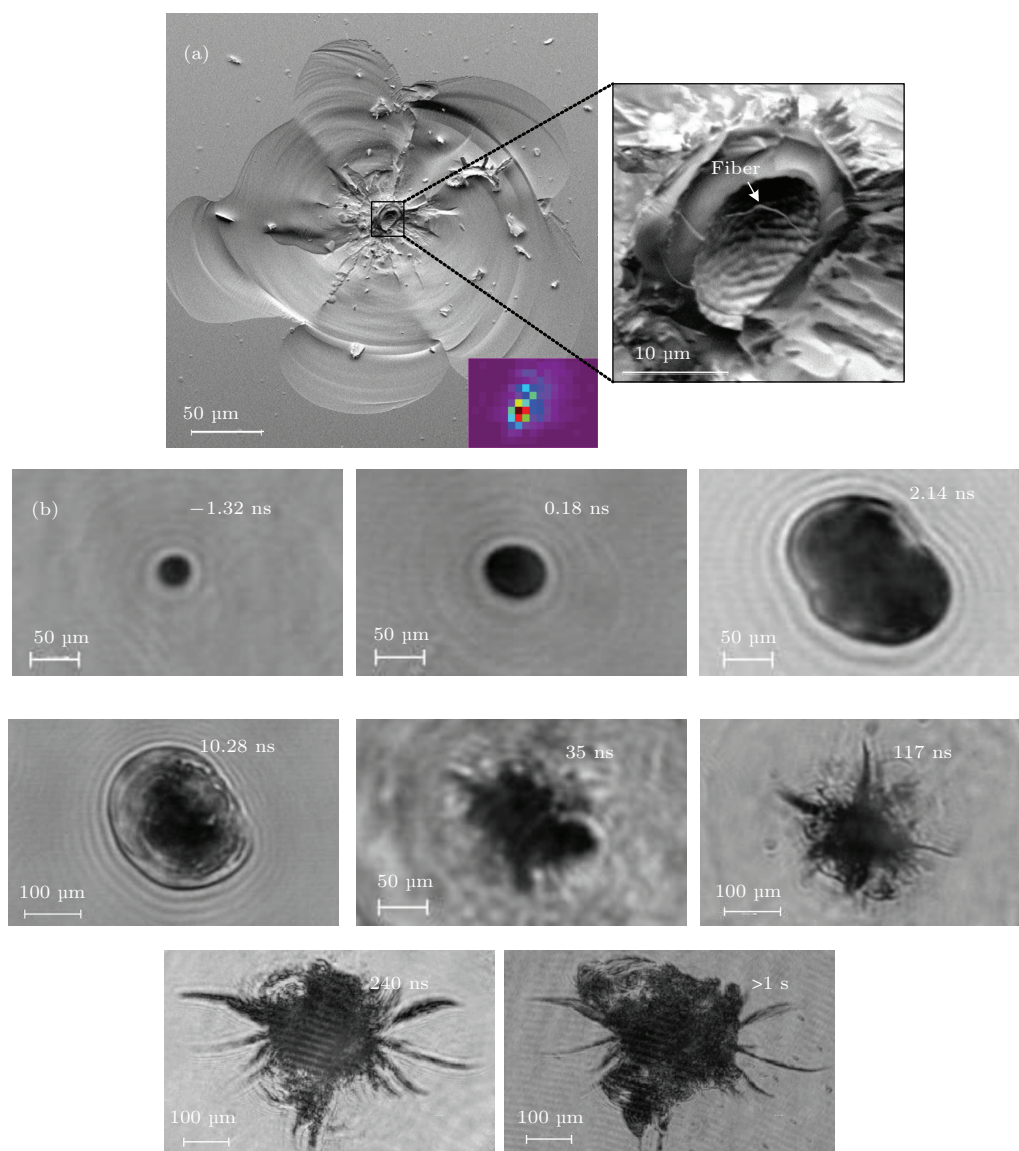 (a)
Fiber
10 µm
50 µm
(b)
−1.32 ns
50 µm
0.18 ns
50 µm
2.14 ns
50 µm
10.28 ns
100 µm
35 ns
50 µm
117 ns
100 µm
240 ns
100 µm
>1 s
100 µm